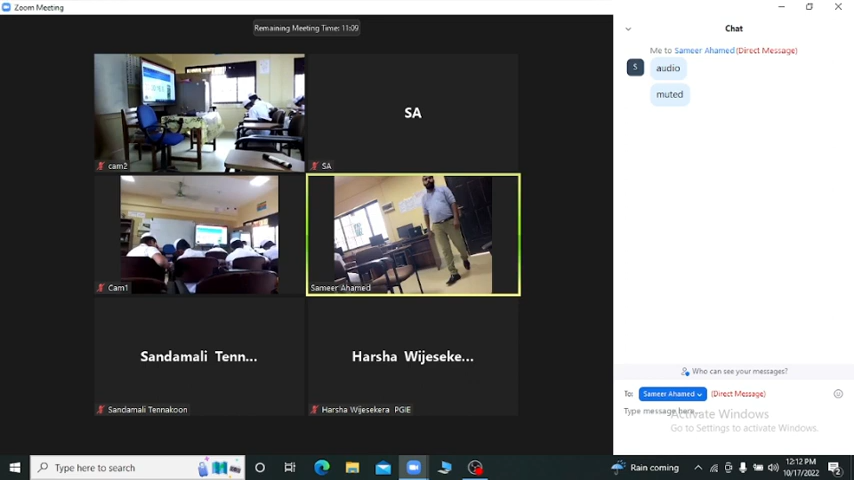 Zoom Meeting
Remaining Meeting Time: 11:09
Chat
Me to Sameer Ahamed (Direct Message)
S
audio
muted
cam2
SA
SA
Cam1
Sameer Ahamed
Sandamali Tenn...
Harsha Wijeseke...
Sandamali Tennakoon
Harsha Wijesekera PGIE
Who can see your messages?
To: Sameer Ahamed (Direct Message)
Type message here...
Activate Windows
Go to Settings to activate Windows.
Type here to search
Rain coming
12:12 PM
10/17/2022
2